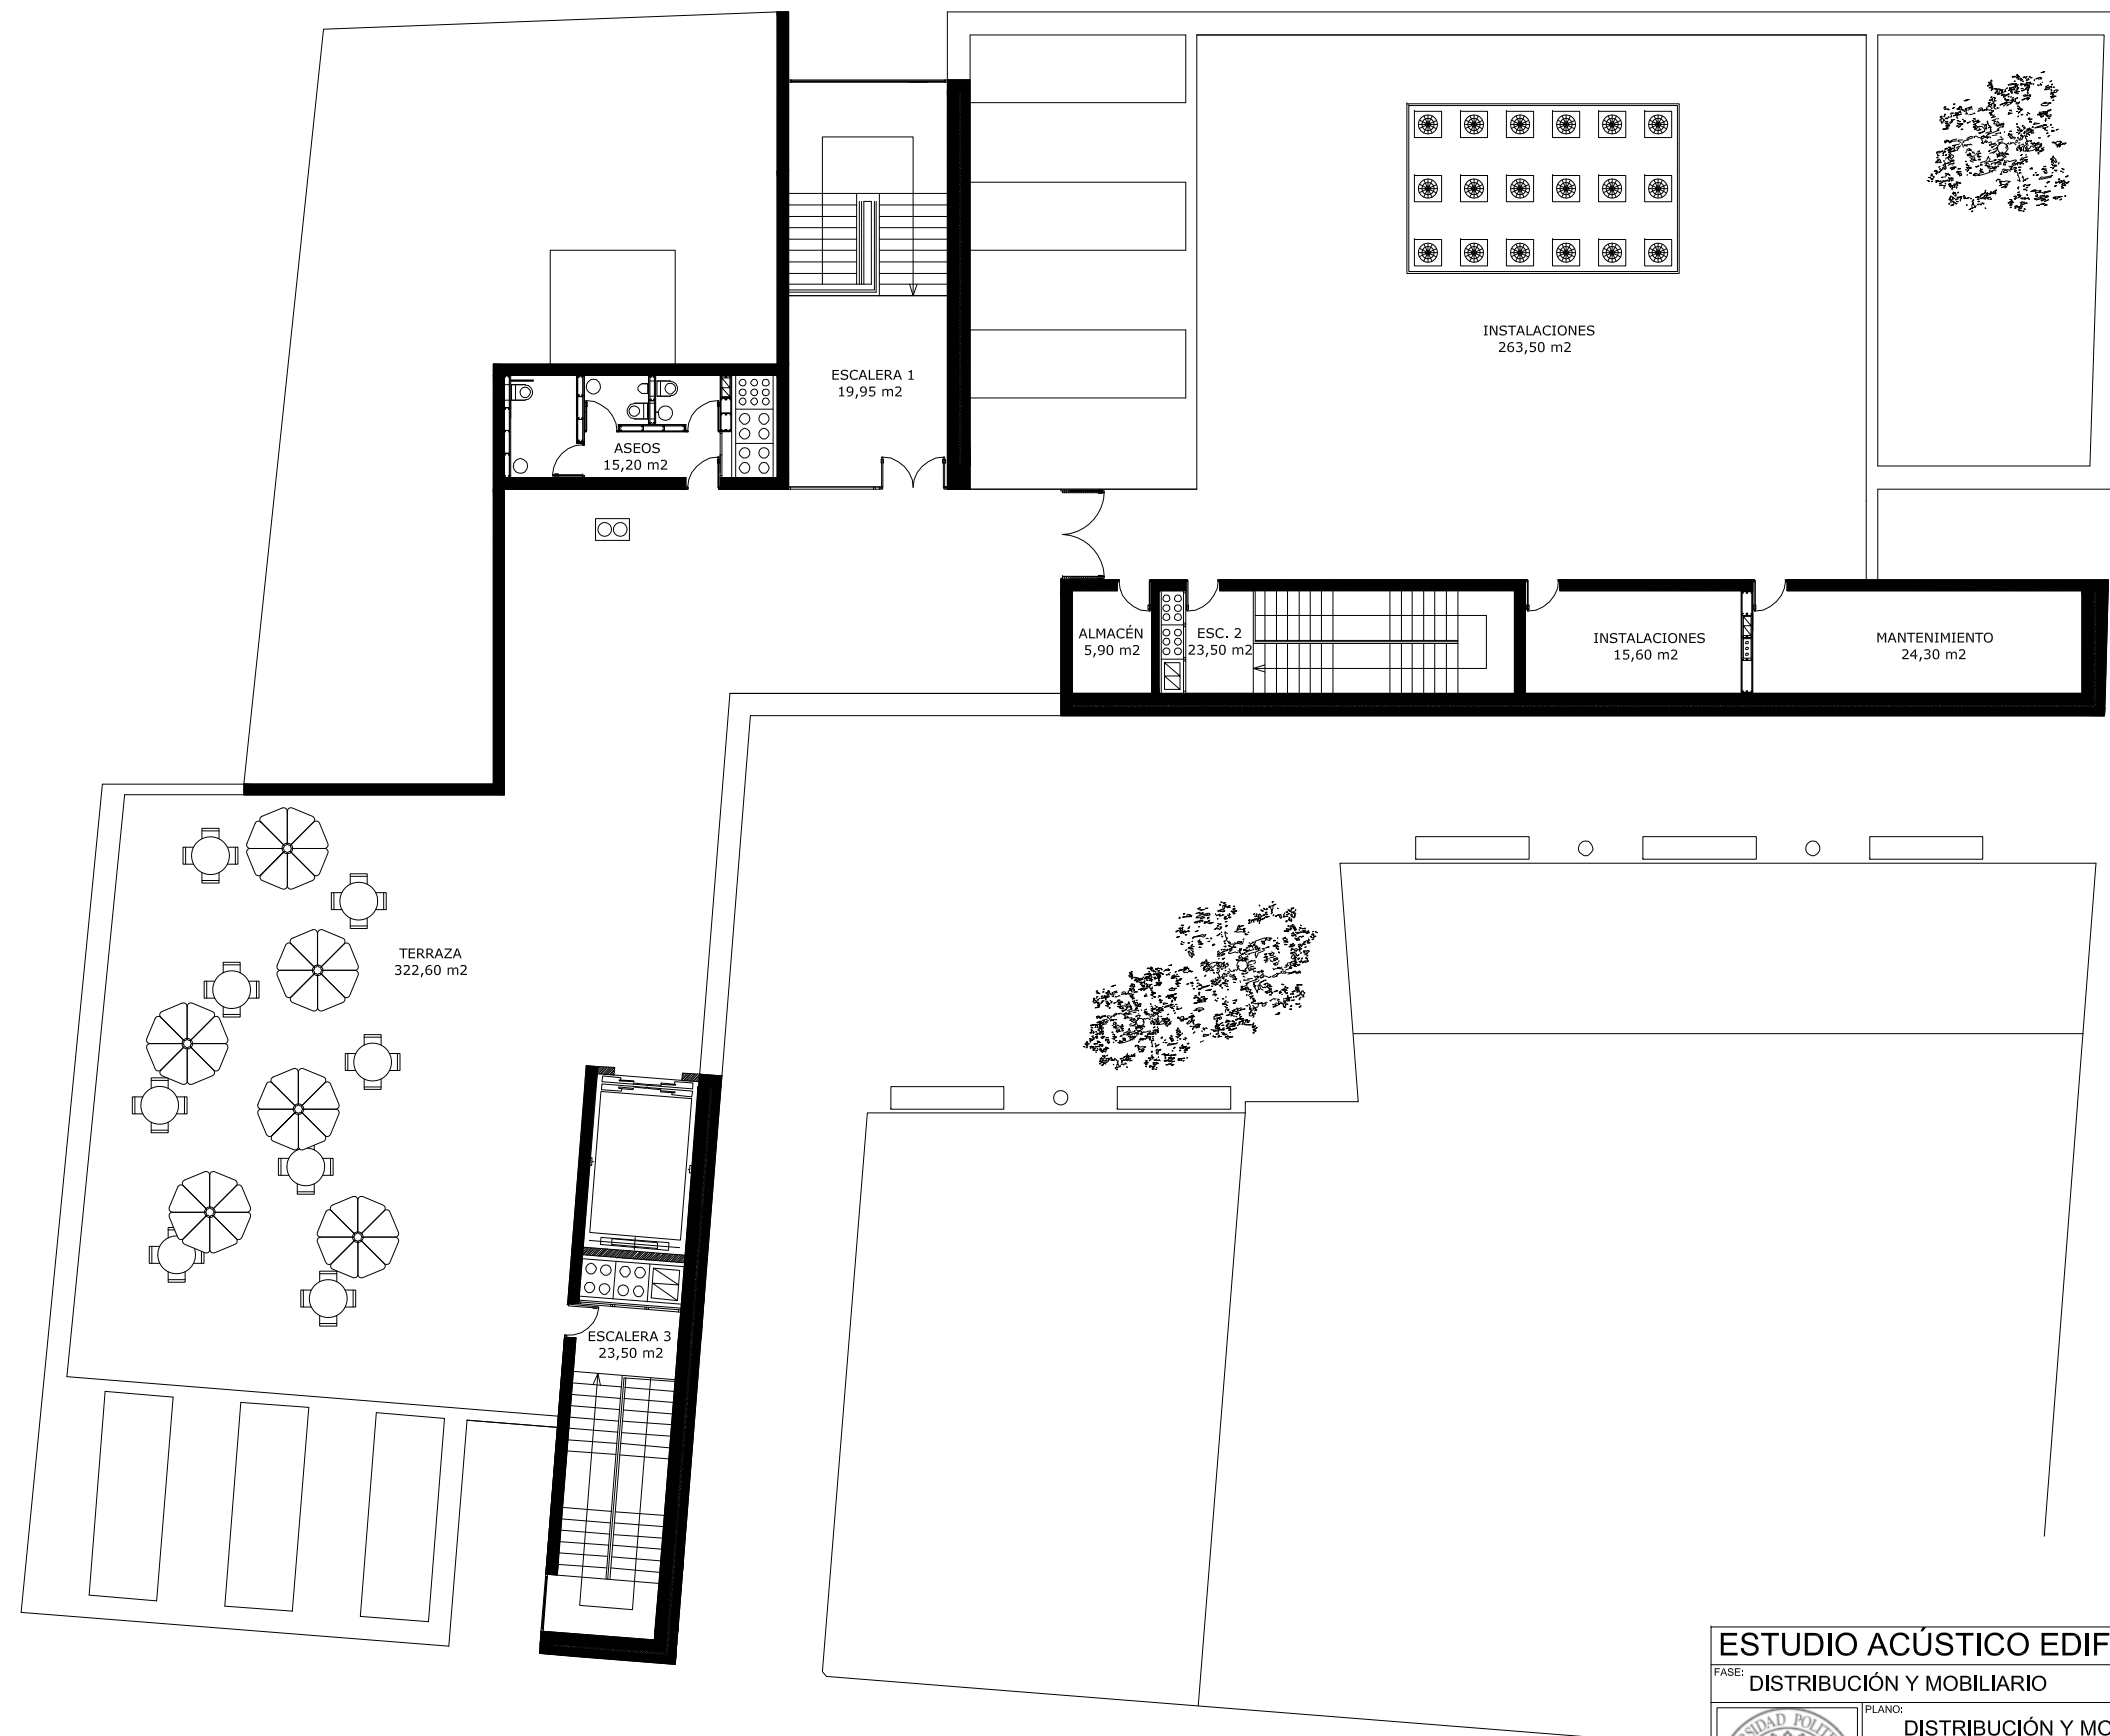 INSTALACIONES
263,50 m2
ESCALERA 1
19,95 m2
ASEOS
15,20 m2
ALMACÉN
5,90 m2
ESC. 2
23,50 m2
INSTALACIONES
15,60 m2
MANTENIMIENTO
24,30 m2
TERRAZA
322,60 m2
ESCALERA 3
23,50 m2
ESTUDIO ACÚSTICO EDIF
FASE: DISTRIBUCIÓN Y MOBILIARIO
PLANO:
DISTRIBUCIÓN Y MO